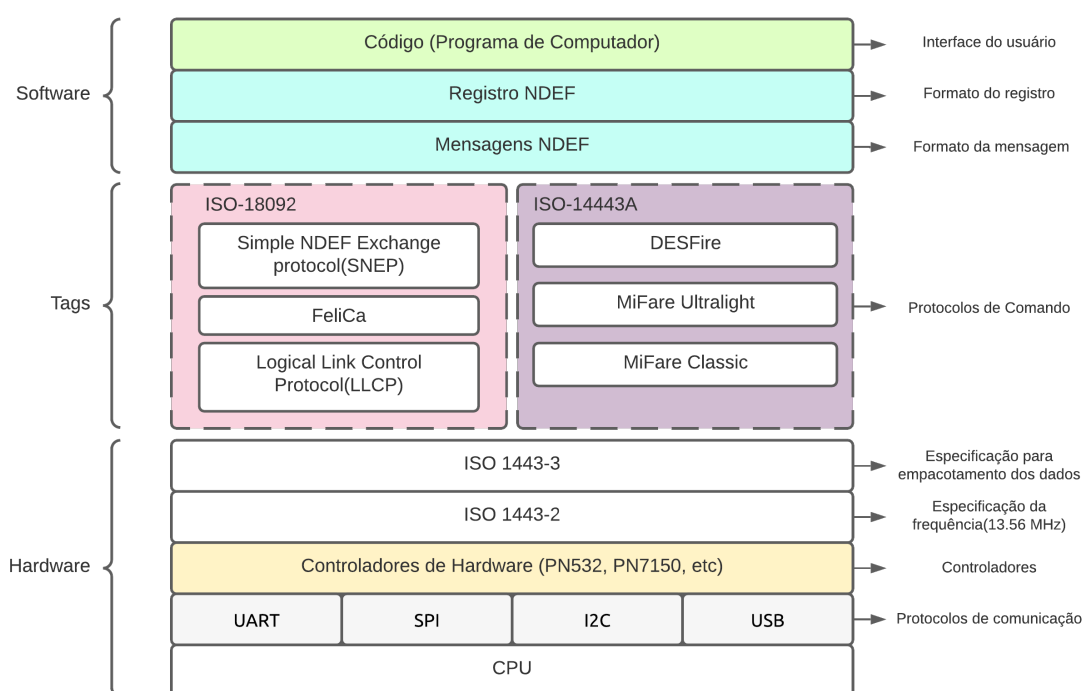 Software
Código (Programa de Computador)
Interface do usuário
Registro NDEF
Formato do registro
Mensagens NDEF
Formato da mensagem
Tags
ISO-18092
Simple NDEF Exchange
protocol(SNEP)
FeliCa
Logical Link Control
Protocol(LLCP)
ISO-14443A
DESFire
MiFare Ultralight
MiFare Classic
Protocolos de Comando
Hardware
ISO 1443-3
Especificação para
empacotamento dos dados
ISO 1443-2
Especificação da
frequência(13.56 MHz)
Controladores de Hardware (PN532, PN7150, etc)
Controladores
UART
SPI
I2C
USB
Protocolos de comunicação
CPU